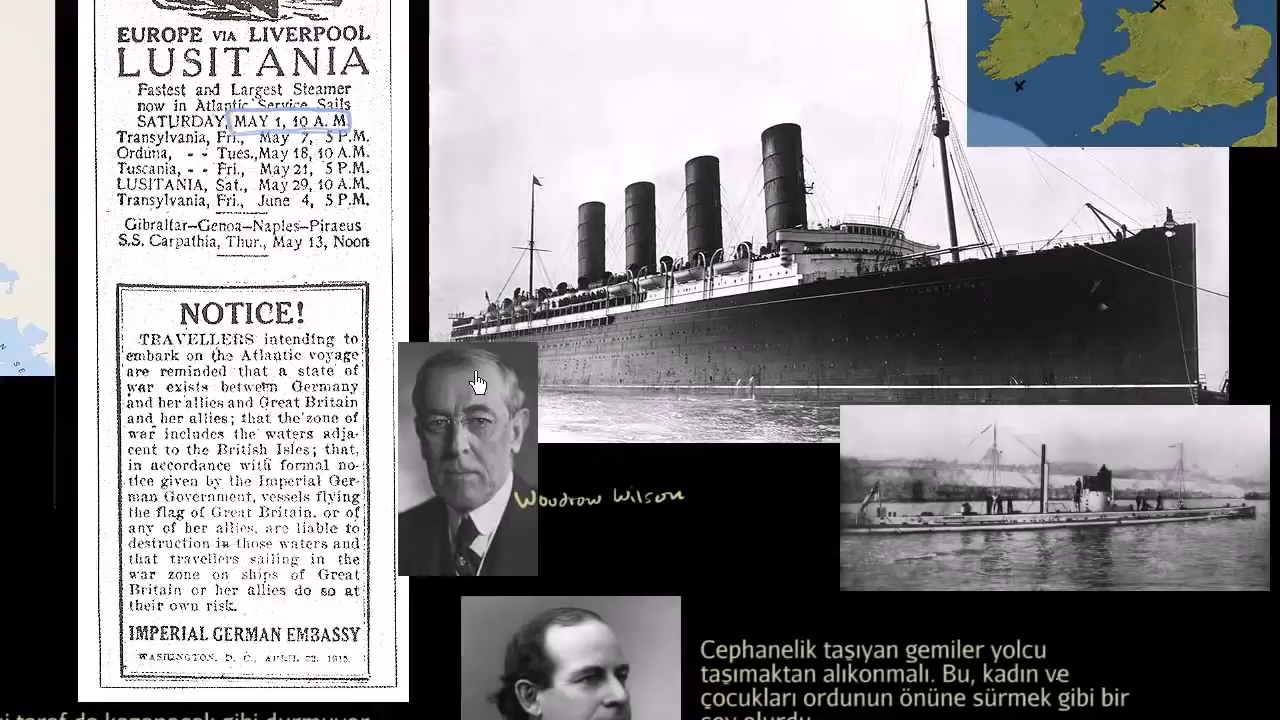 EUROPE VIA LIVERPOOL
LUSITANIA
Fastest and Largest Steamer
now in Atlantic Service Sails
SATURDAY, MAY 1, 10 A. M.
Transylvania, Fri., May 7, 5 P.M.
Orduna, - - Tues., May 18, 10 A.M.
Tuscania, - - Fri., May 21, 5 P.M.
LUSITANIA, Sat., May 29, 10 A.M.
Transylvania, Fri., June 4, 5 P.M.
Gibraltar–Genoa–Naples–Piraeus
S.S. Carpathia, Thur., May 13, Noon
NOTICE!
TRAVELLERS intending to
embark on the Atlantic voyage
are reminded that a state of
war exists between Germany
and her allies and Great Britain
and her allies; that the zone of
war includes the waters adja-
cent to the British Isles; that,
in accordance with formal no-
tice given by the Imperial Ger-
man Government, vessels flying
the flag of Great Britain, or of
any of her allies, are liable to
destruction in those waters and
that travellers sailing in the
war zone on ships of Great
Britain or her allies do so at
their own risk.
IMPERIAL GERMAN EMBASSY
WASHINGTON, D. C., APRIL 22, 1915.
Woodrow Wilson
Cephanelik taşıyan gemiler yolcu
taşımaktan alıkonmalı. Bu, kadın ve
çocukları ordunun önüne sürmek gibi bir
şey olurdu
taraf da kazanacak gibi durmuyor